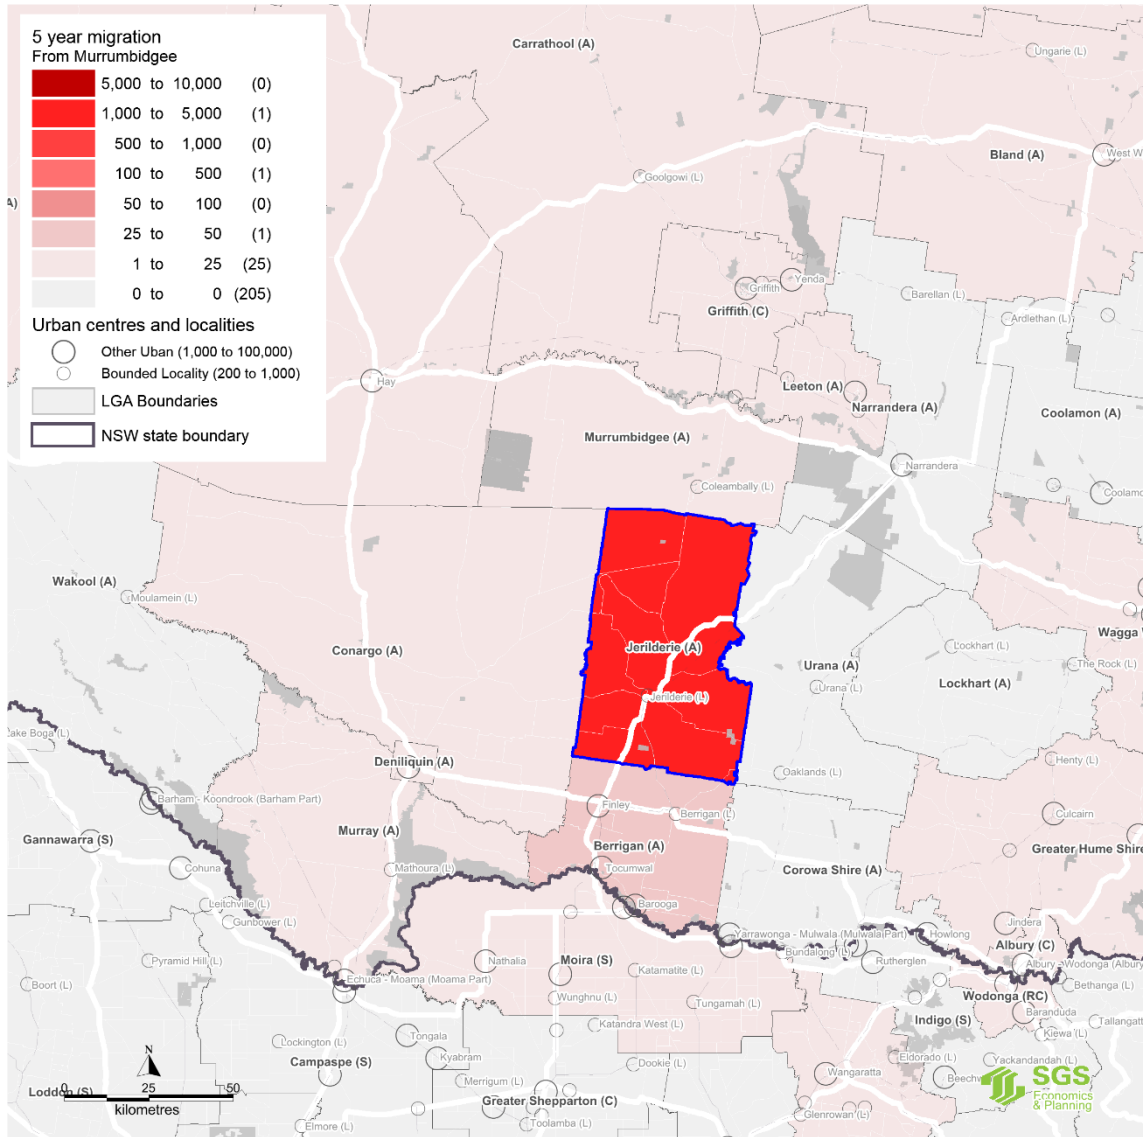 5 year migration
From Murrumbidgee
5,000 to 10,000 (0)
1,000 to 5,000 (1)
500 to 1,000 (0)
100 to 500 (1)
50 to 100 (0)
25 to 50 (1)
1 to 25 (25)
0 to 0 (205)
Urban centres and localities
Other Uban (1,000 to 100,000)
Bounded Locality (200 to 1,000)
LGA Boundaries
NSW state boundary
Carrathool (A)
Ungarie (L)
Bland (A)
West W
A)
Goolgowi (L)
Yenda
Griffith
Barellan (L)
Griffith (C)
Ardlethan (L)
Hay
Leeton (A)
Narrandera (A)
Coolamon (A)
Murrumbidgee (A)
Narrandera
Coleambally (L)
Coolamo
Wakool (A)
Moulamein (L)
Wagga
Conargo (A)
Jerilderie (A)
Lockhart (L)
Urana (A)
The Rock (L)
Lockhart (A)
Urana (L)
Jerilderie (L)
Lake Boga (L)
Deniliquin (A)
Oaklands (L)
Henty (L)
Barham - Koondrook (Barham Part)
Finley
Berrigan (L)
Culcairn
Murray (A)
Gannawarra (S)
Berrigan (A)
Greater Hume Shire
Cohuna
Mathoura (L)
Tocumwal
Corowa Shire (A)
Leitchville (L)
Barooga
Gunbower (L)
Jindera
Yarrawonga - Mulwala (Mulwala Part)
Howlong
Albury (C)
Bundalong (L)
Pyramid Hill (L)
Nathalia
Moira (S)
Katamatite (L)
Rutherglen
Albury - Wodonga (Albury
Echuca - Moama (Moama Part)
Boort (L)
Bethanga (L)
Wodonga (RC)
Wunghnu (L)
Tungamah (L)
Baranduda
Indigo (S)
Tallangatt
Katandra West (L)
Kiewa (L)
Tongala
Lockington (L)
Kyabram
Campaspe (S)
Dookie (L)
Eldorado (L)
Yackandandah (L)
Wangaratta
Beechw
Merrigum (L)
Loddon (S)
Greater Shepparton (C)
Glenrowan (L)
Elmore (L)
Toolamba (L)
N
0 25 50
kilometres
SGS
Economics
& Planning